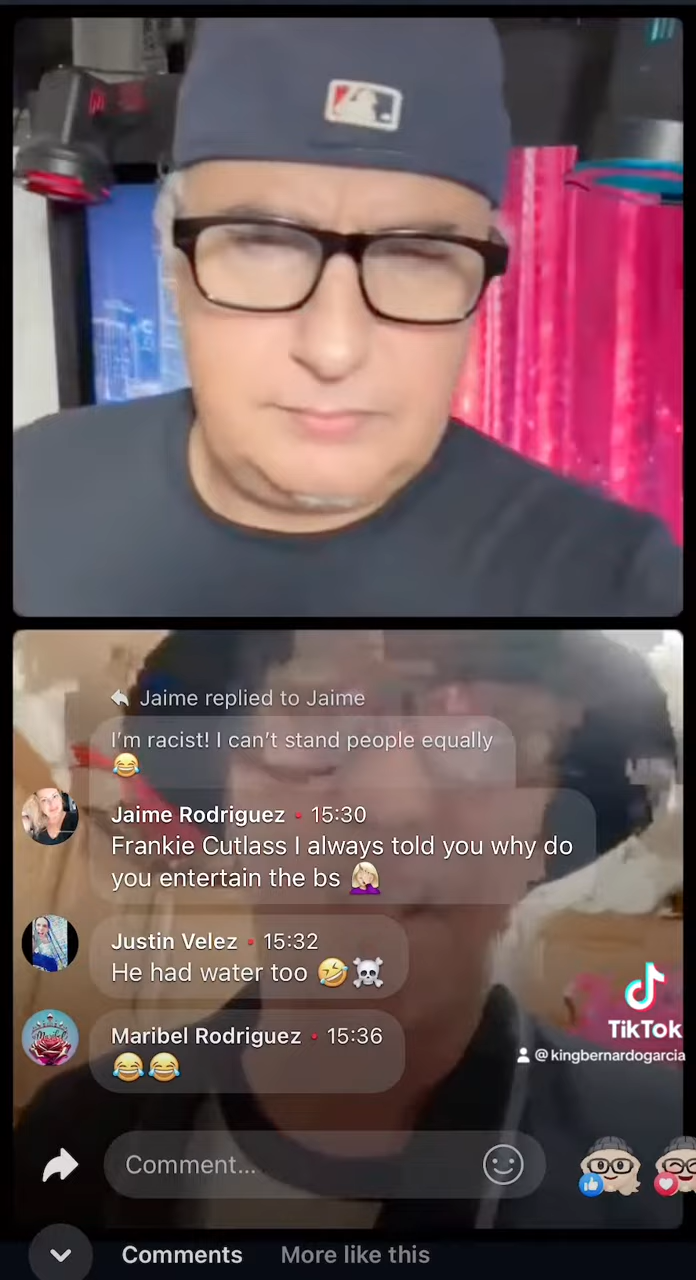 Jaime replied to Jaime
I'm racist! I can't stand people equally
😂
Jaime Rodriguez • 15:30
Frankie Cutlass I always told you why do
you entertain the bs 🤦🏼‍♀️
Justin Velez • 15:32
He had water too 🤣☠️
Maribel Rodriguez • 15:36
😂😂
TikTok
@kingbernardogarcia
Comment...
Comments More like this